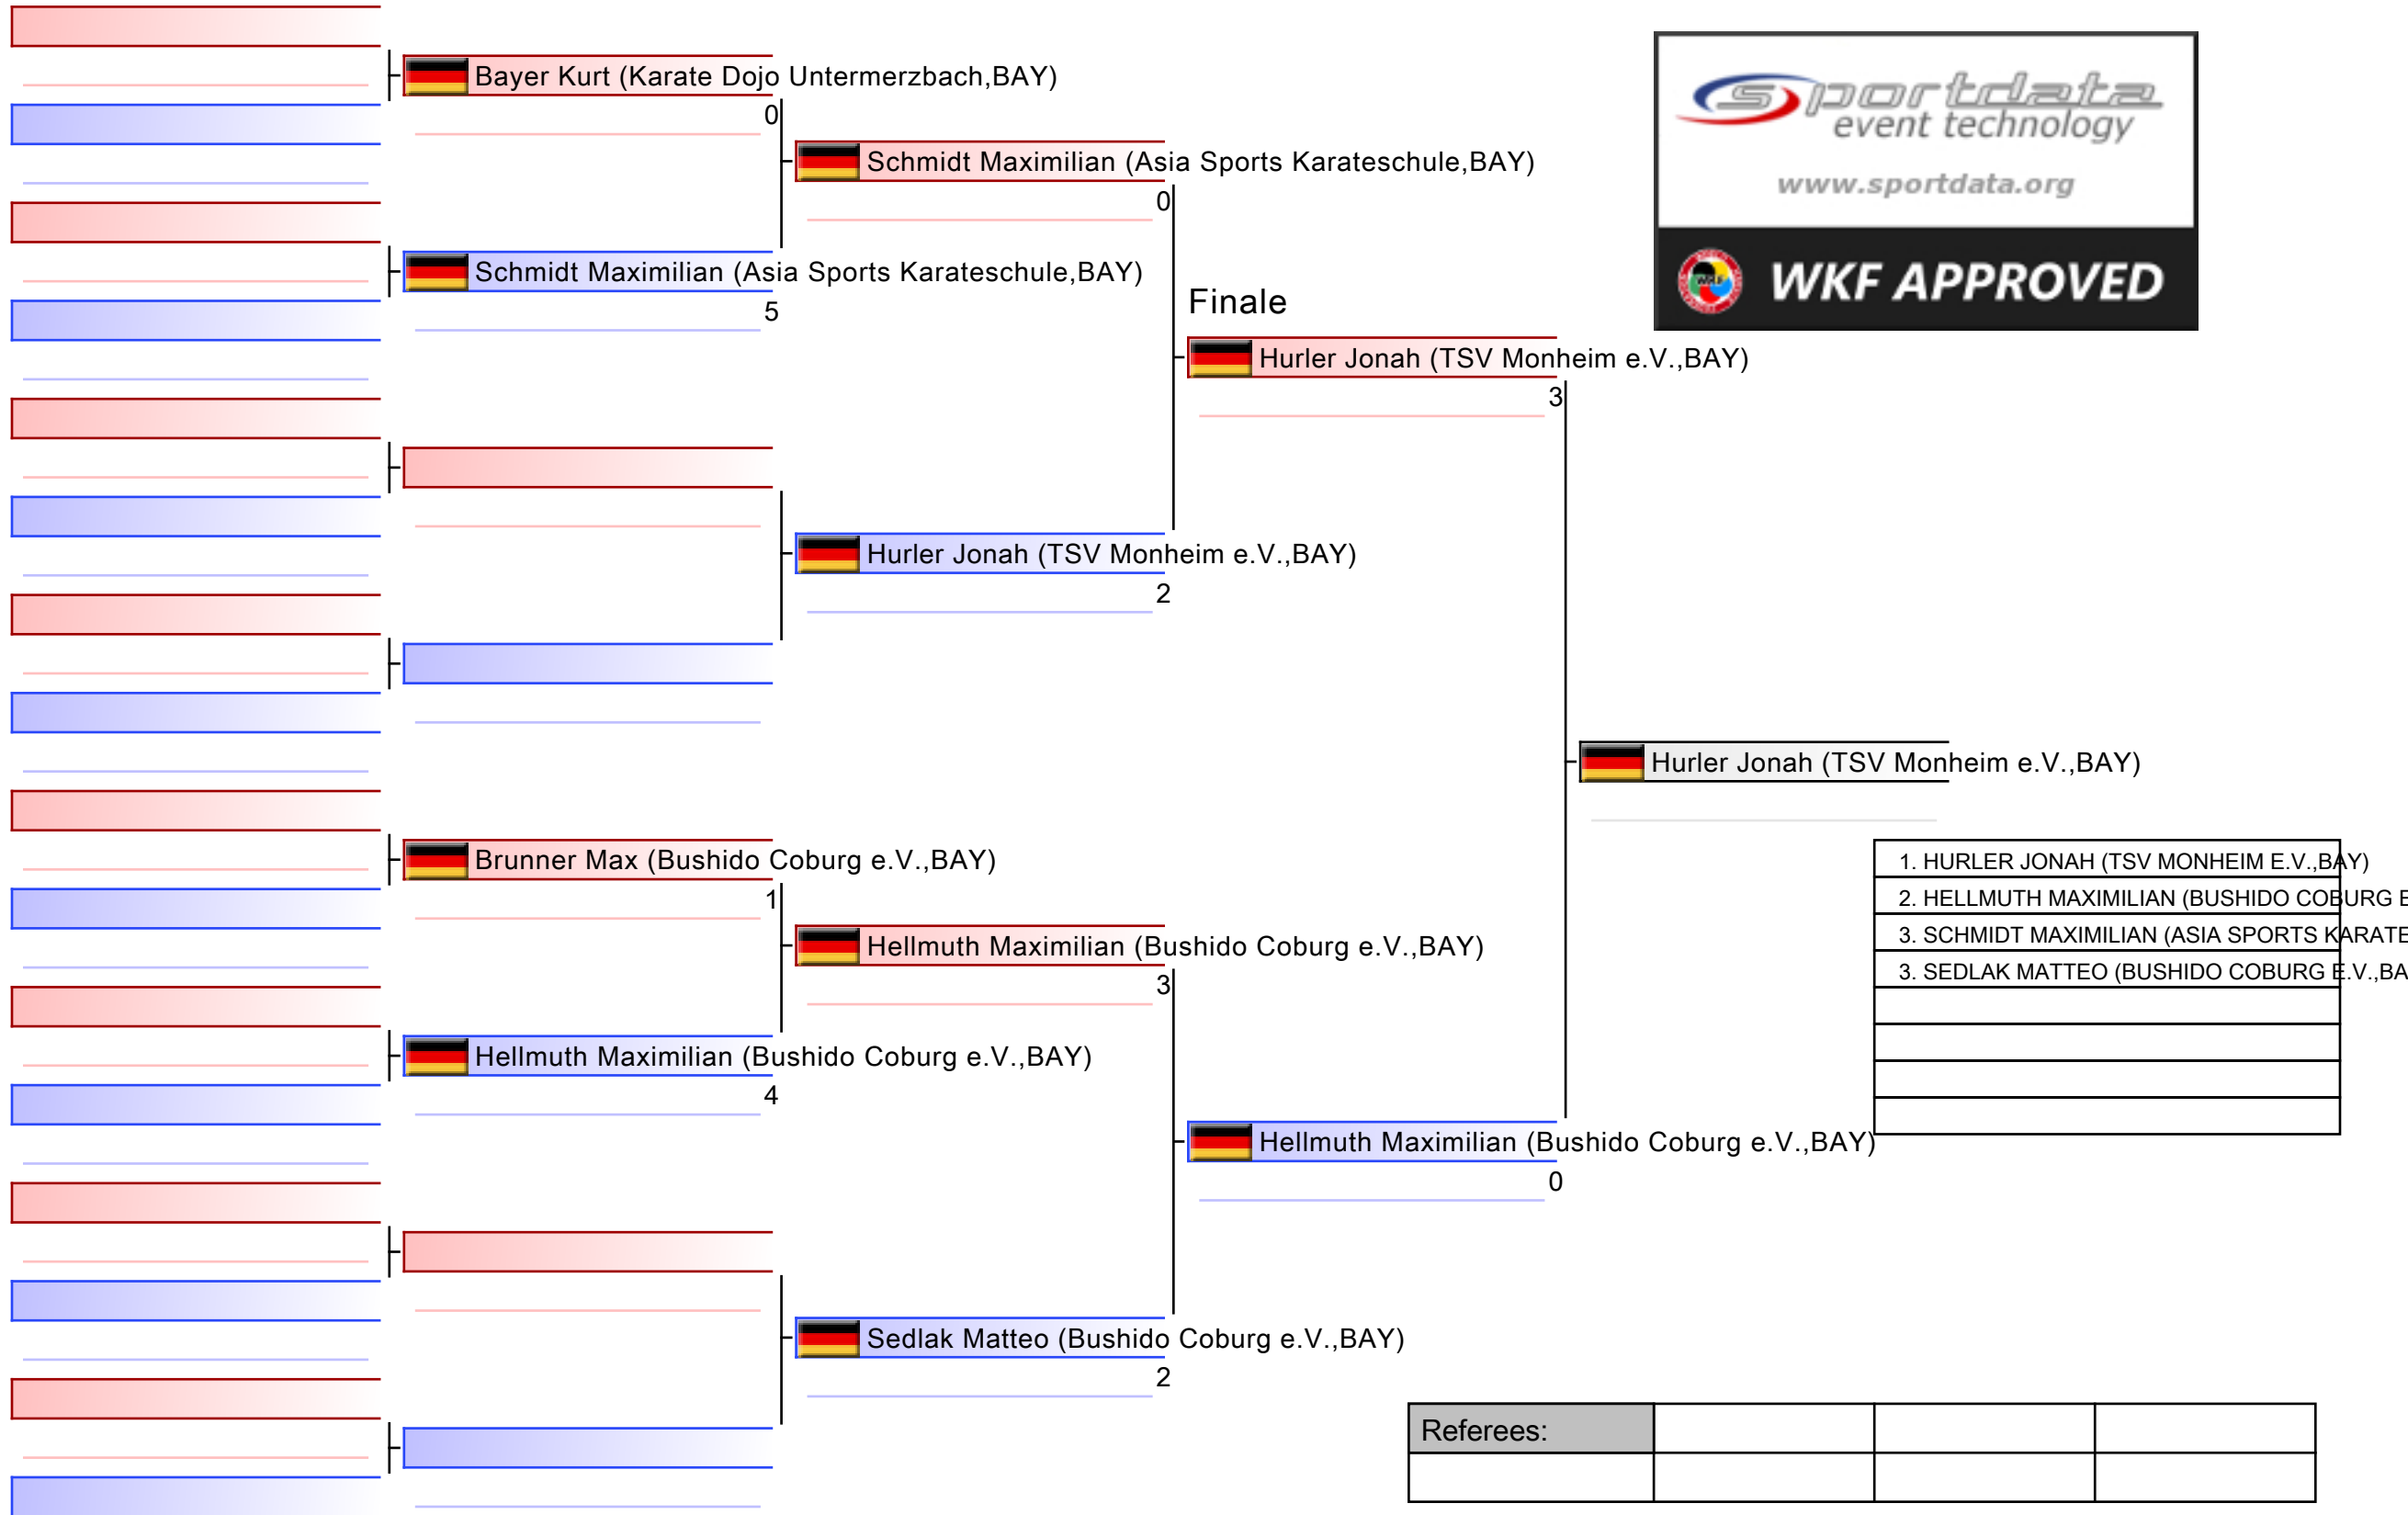 Bayer Kurt (Karate Dojo Untermerzbach,BAY)
0
Schmidt Maximilian (Asia Sports Karateschule,BAY)
5
Schmidt Maximilian (Asia Sports Karateschule,BAY)
0
Hurler Jonah (TSV Monheim e.V.,BAY)
2
Brunner Max (Bushido Coburg e.V.,BAY)
1
Hellmuth Maximilian (Bushido Coburg e.V.,BAY)
4
Hellmuth Maximilian (Bushido Coburg e.V.,BAY)
3
Sedlak Matteo (Bushido Coburg e.V.,BAY)
2
Finale
Hurler Jonah (TSV Monheim e.V.,BAY)
3
Hellmuth Maximilian (Bushido Coburg e.V.,BAY)
0
Hurler Jonah (TSV Monheim e.V.,BAY)
sportdata
event technology
www.sportdata.org
WKF APPROVED
1. HURLER JONAH (TSV MONHEIM E.V.,BAY)
2. HELLMUTH MAXIMILIAN (BUSHIDO COBURG E
3. SCHMIDT MAXIMILIAN (ASIA SPORTS KARATE
3. SEDLAK MATTEO (BUSHIDO COBURG E.V.,BA
Referees: